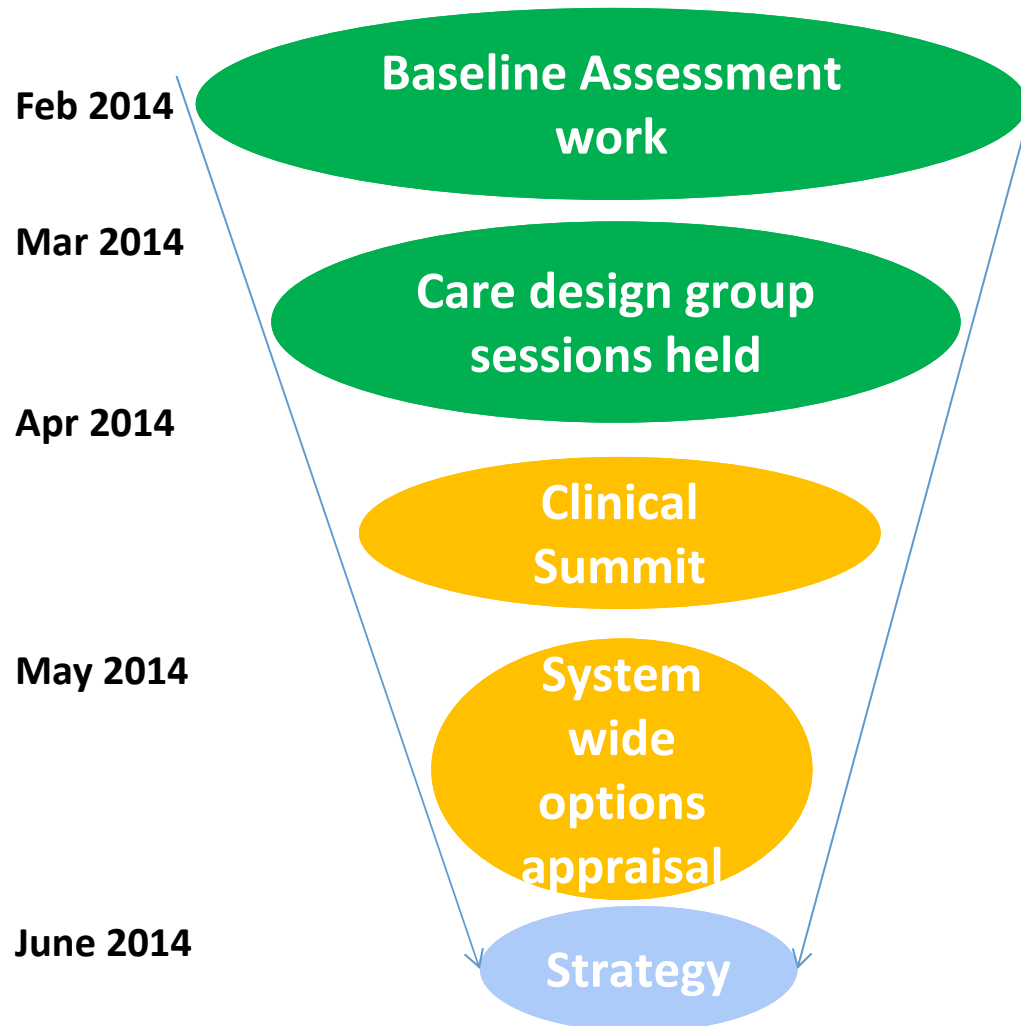 Feb 2014
Baseline Assessment
work
Mar 2014
Care design group
sessions held
Apr 2014
Clinical
Summit
May 2014
System
wide
options
appraisal
June 2014
Strategy